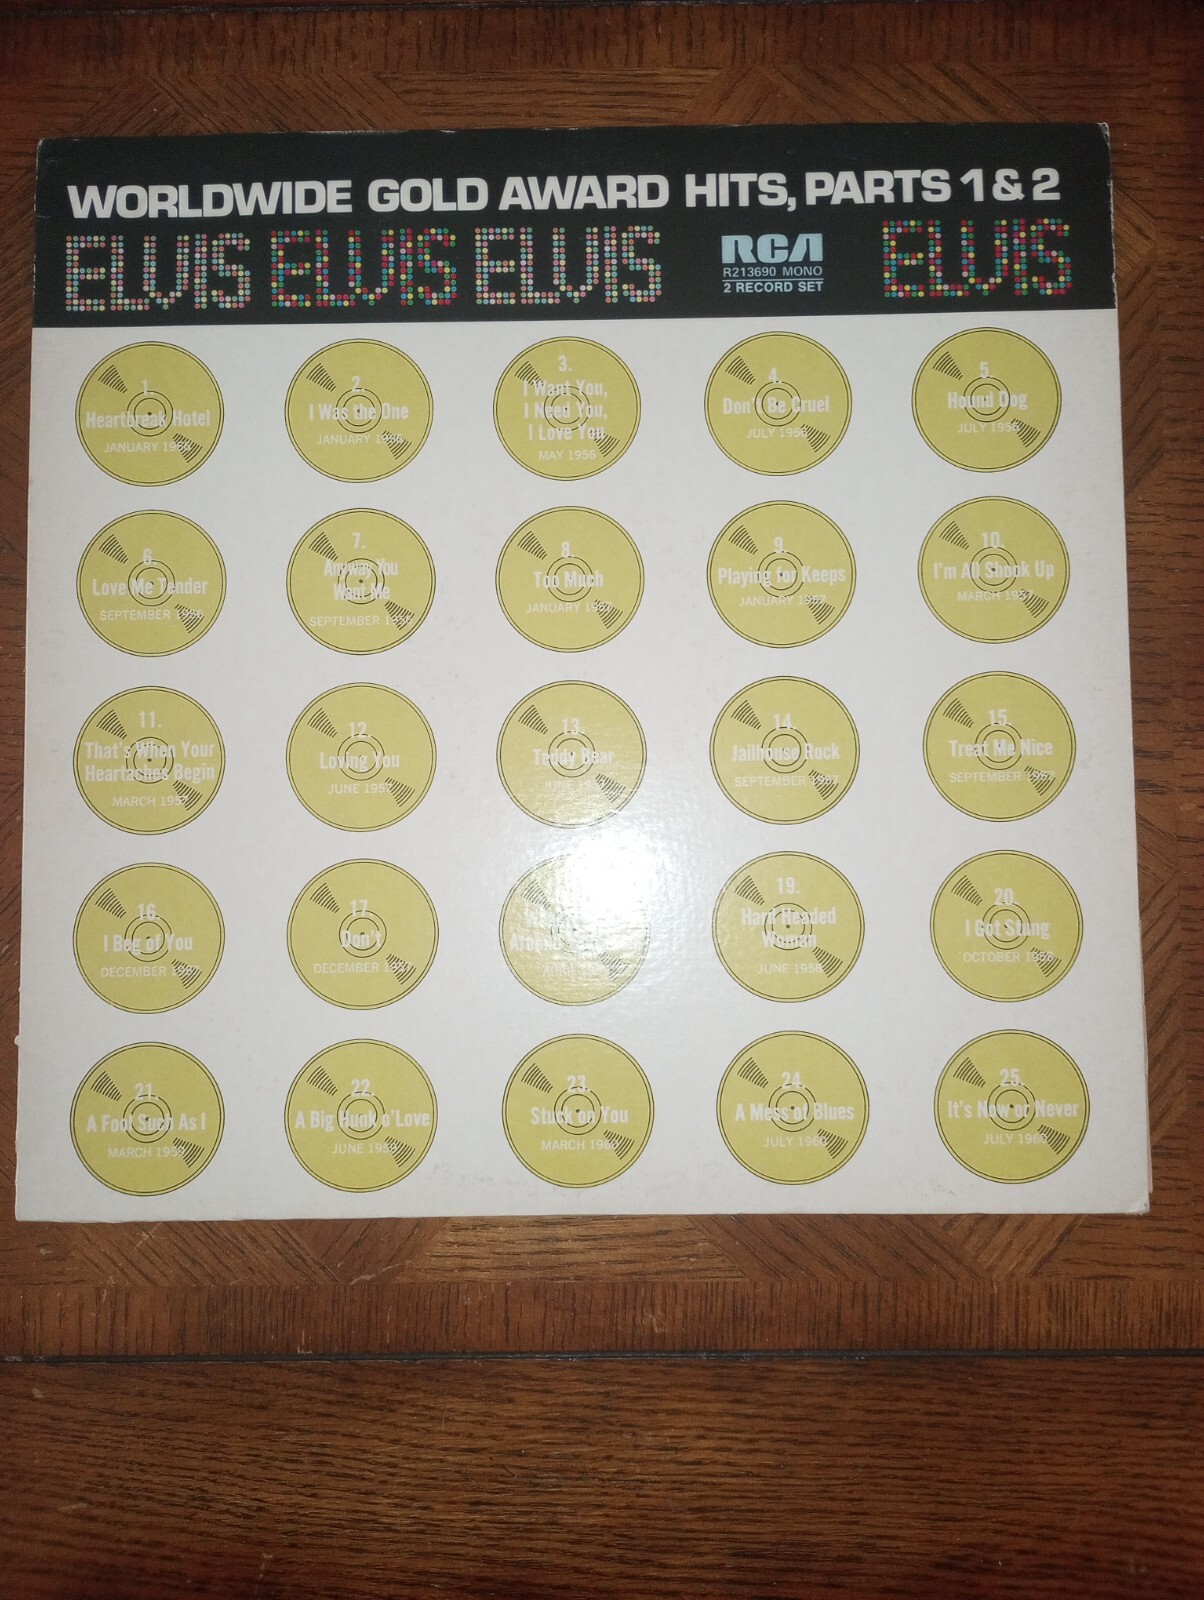 WORLDWIDE GOLD AWARD HITS, PARTS 1 & 2
ELVIS ELVIS ELVIS
RCA
R213690 MONO
2 RECORD SET
ELVIS
1.
Heartbreak Hotel
JANUARY 1956
2.
I Was the One
JANUARY 1956
3.
I Want You,
I Need You,
I Love You
MAY 1956
4.
Don't Be Cruel
JULY 1956
5.
Hound Dog
JULY 1956
6.
Love Me Tender
SEPTEMBER 1956
7.
Anyway You
Want Me
SEPTEMBER 1956
8.
Too Much
JANUARY 1957
9.
Playing for Keeps
JANUARY 1957
10.
I'm All Shook Up
MARCH 1957
11.
That's When Your
Heartaches Begin
MARCH 1957
12.
Loving You
JUNE 1957
13.
Teddy Bear
JUNE
14.
Jailhouse Rock
SEPTEMBER 1957
15.
Treat Me Nice
SEPTEMBER 1957
16.
I Beg of You
DECEMBER 1957
17.
Don't
DECEMBER 1957
19.
Hard Headed
Woman
JUNE 1958
20.
I Got Stung
OCTOBER 1958
21.
A Fool Such As I
MARCH 1959
22.
A Big Hunk o' Love
JUNE 1959
23.
Stuck on You
MARCH 1960
24.
A Mess of Blues
JULY 1960
25.
It's Now or Never
JULY 1960